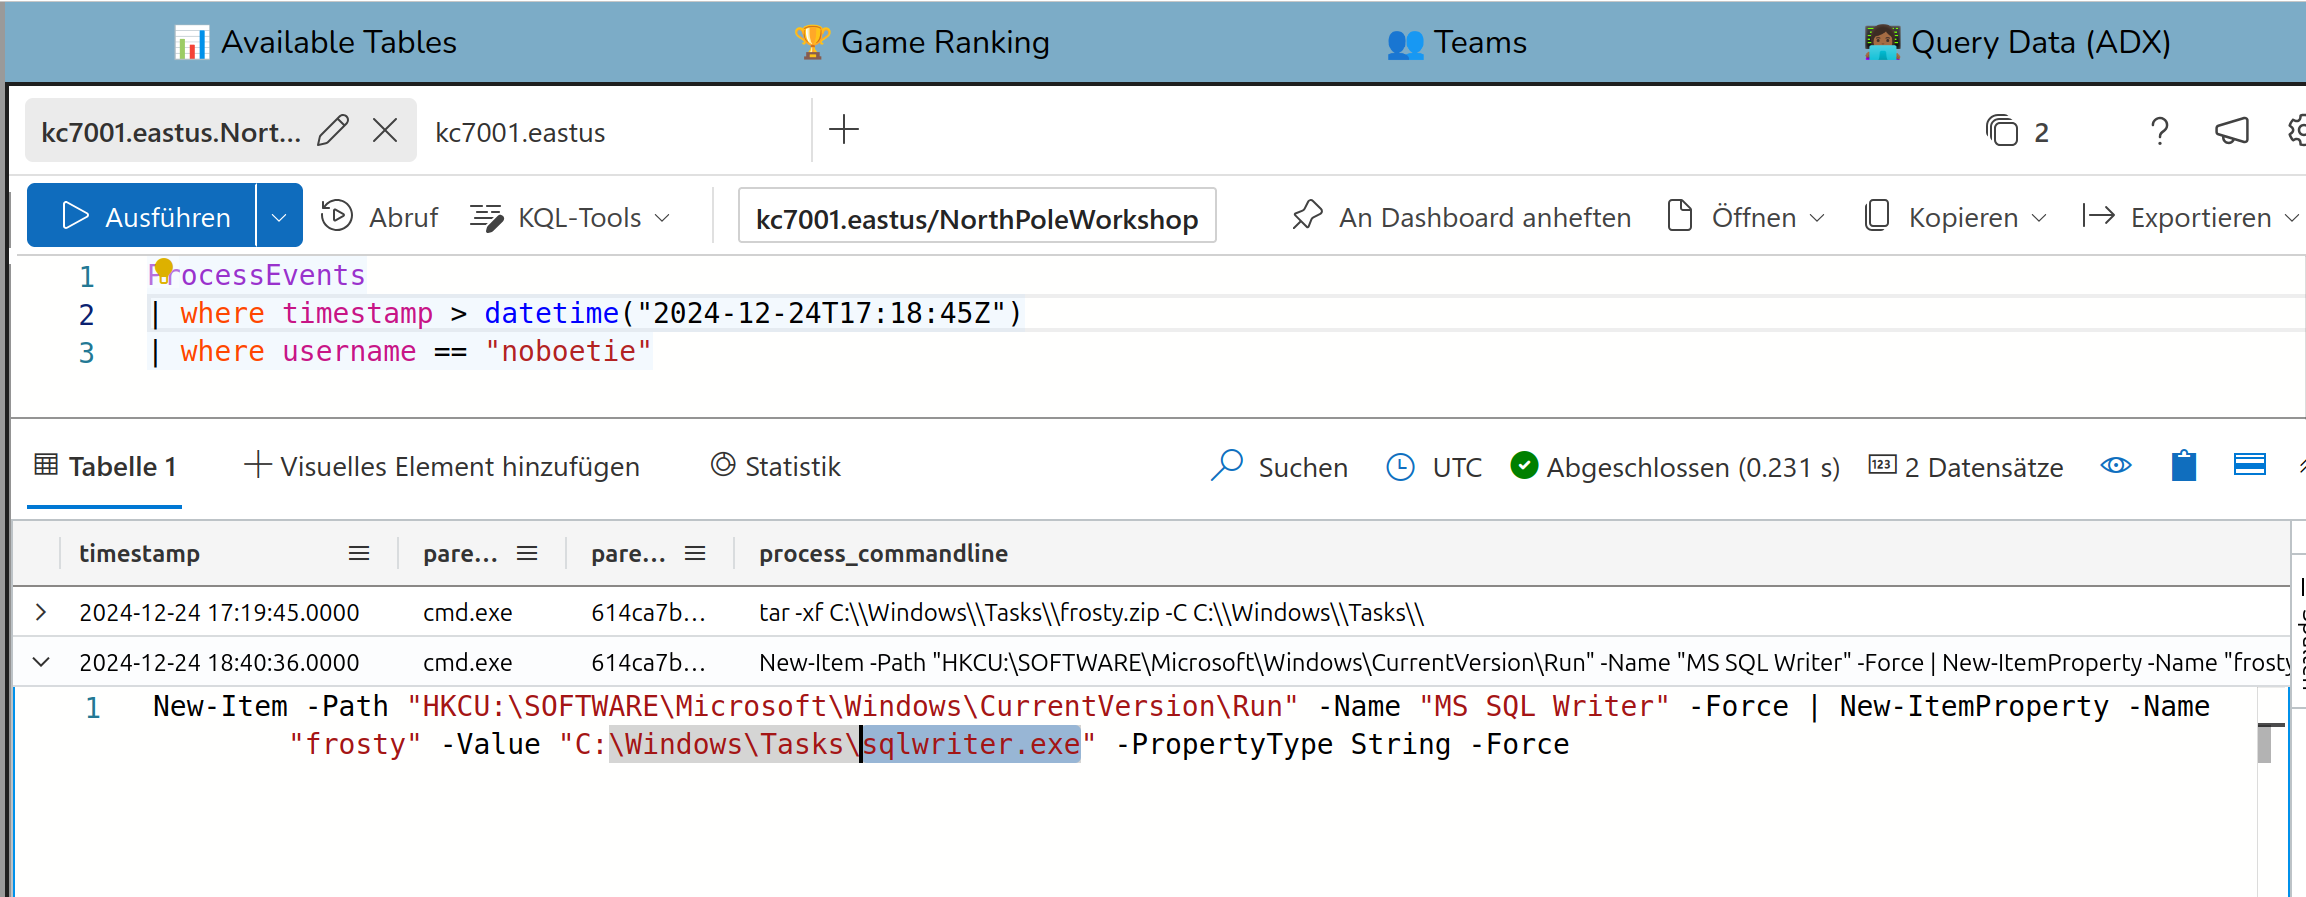 Available Tables
Game Ranking
Teams
Query Data (ADX)
kc7001.eastus.Nort...
kc7001.eastus
2
?
Ausführen
Abruf
KQL-Tools
kc7001.eastus/NorthPoleWorkshop
An Dashboard anheften
Öffnen
Kopieren
Exportieren
1 ProcessEvents
2 | where timestamp > datetime("2024-12-24T17:18:45Z")
3 | where username == "noboetie"
Tabelle 1
Visuelles Element hinzufügen
Statistik
Suchen
UTC
Abgeschlossen (0.231 s)
123 2 Datensätze
timestamp pare... pare... process_commandline
2024-12-24 17:19:45.0000 cmd.exe 614ca7b... tar -xf C:\\Windows\\Tasks\\frosty.zip -C C:\\Windows\\Tasks\\
2024-12-24 18:40:36.0000 cmd.exe 614ca7b... New-Item -Path "HKCU:\SOFTWARE\Microsoft\Windows\CurrentVersion\Run" -Name "MS SQL Writer" -Force | New-ItemProperty -Name "frosty
1 New-Item -Path "HKCU:\SOFTWARE\Microsoft\Windows\CurrentVersion\Run" -Name "MS SQL Writer" -Force | New-ItemProperty -Name
"frosty" -Value "C:\Windows\Tasks\sqlwriter.exe" -PropertyType String -Force